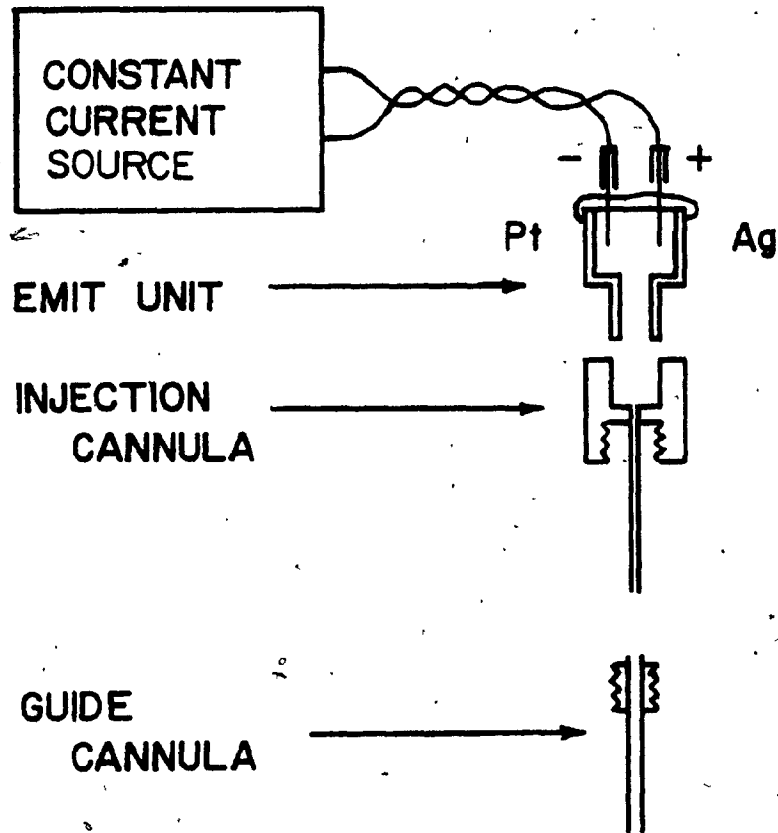 CONSTANT
CURRENT
SOURCE
- +
Pt Ag
EMIT UNIT
INJECTION
CANNULA
GUIDE
CANNULA